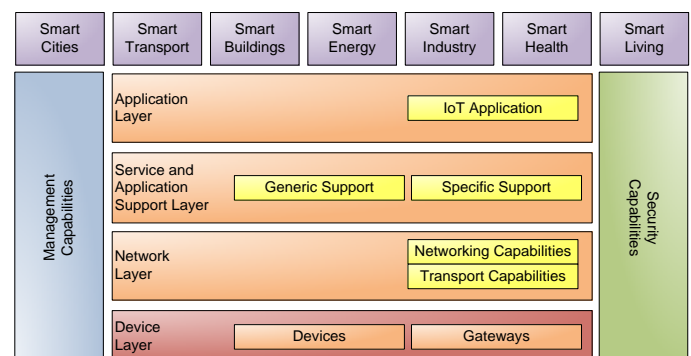 Smart
Cities
Smart
Transport
Smart
Buildings
Smart
Energy
Smart
Industry
Smart
Health
Smart
Living
Management
Capabilities
Application
Layer
IoT Application
Service and
Application
Support Layer
Generic Support
Specific Support
Network
Layer
Networking Capabilities
Transport Capabilities
Device
Layer
Devices
Gateways
Security
Capabilities